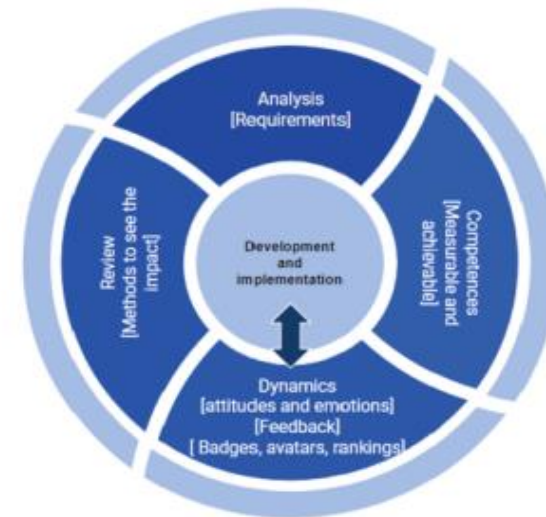 Analysis
[Requirements]
Competences
[Measurable and
achievable]
Development
and
implementation
Review
[Methods to see the
impact]
Dynamics
[attitudes and emotions]
[Feedback]
[ Badges, avatars, rankings]